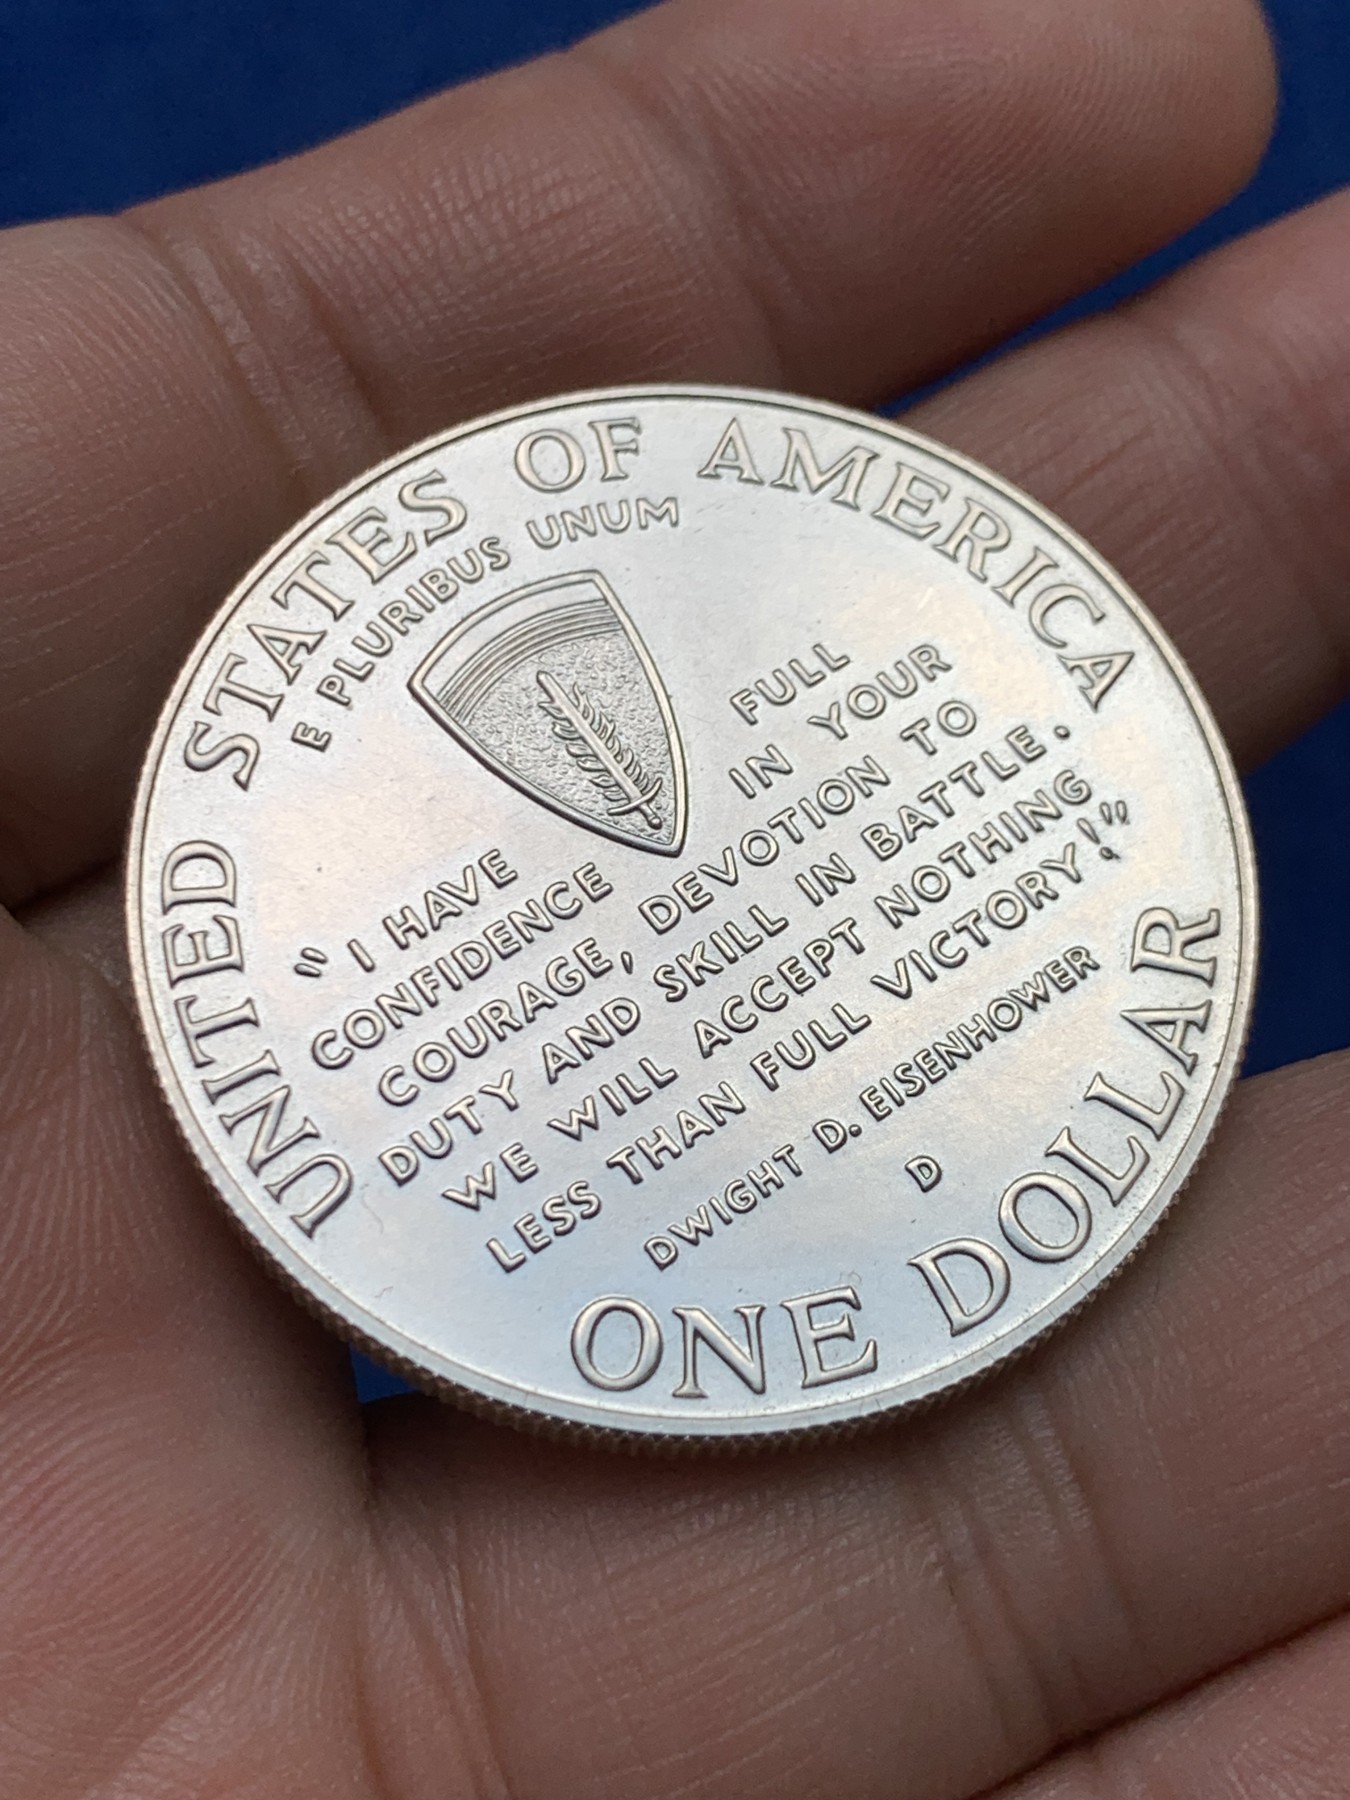 UNITED STATES OF AMERICA
E PLURIBUS UNUM
" I HAVE FULL
CONFIDENCE IN YOUR
COURAGE, DEVOTION TO
DUTY AND SKILL IN BATTLE.
WE WILL ACCEPT NOTHING
LESS THAN FULL VICTORY!"
DWIGHT D. EISENHOWER
D
ONE DOLLAR